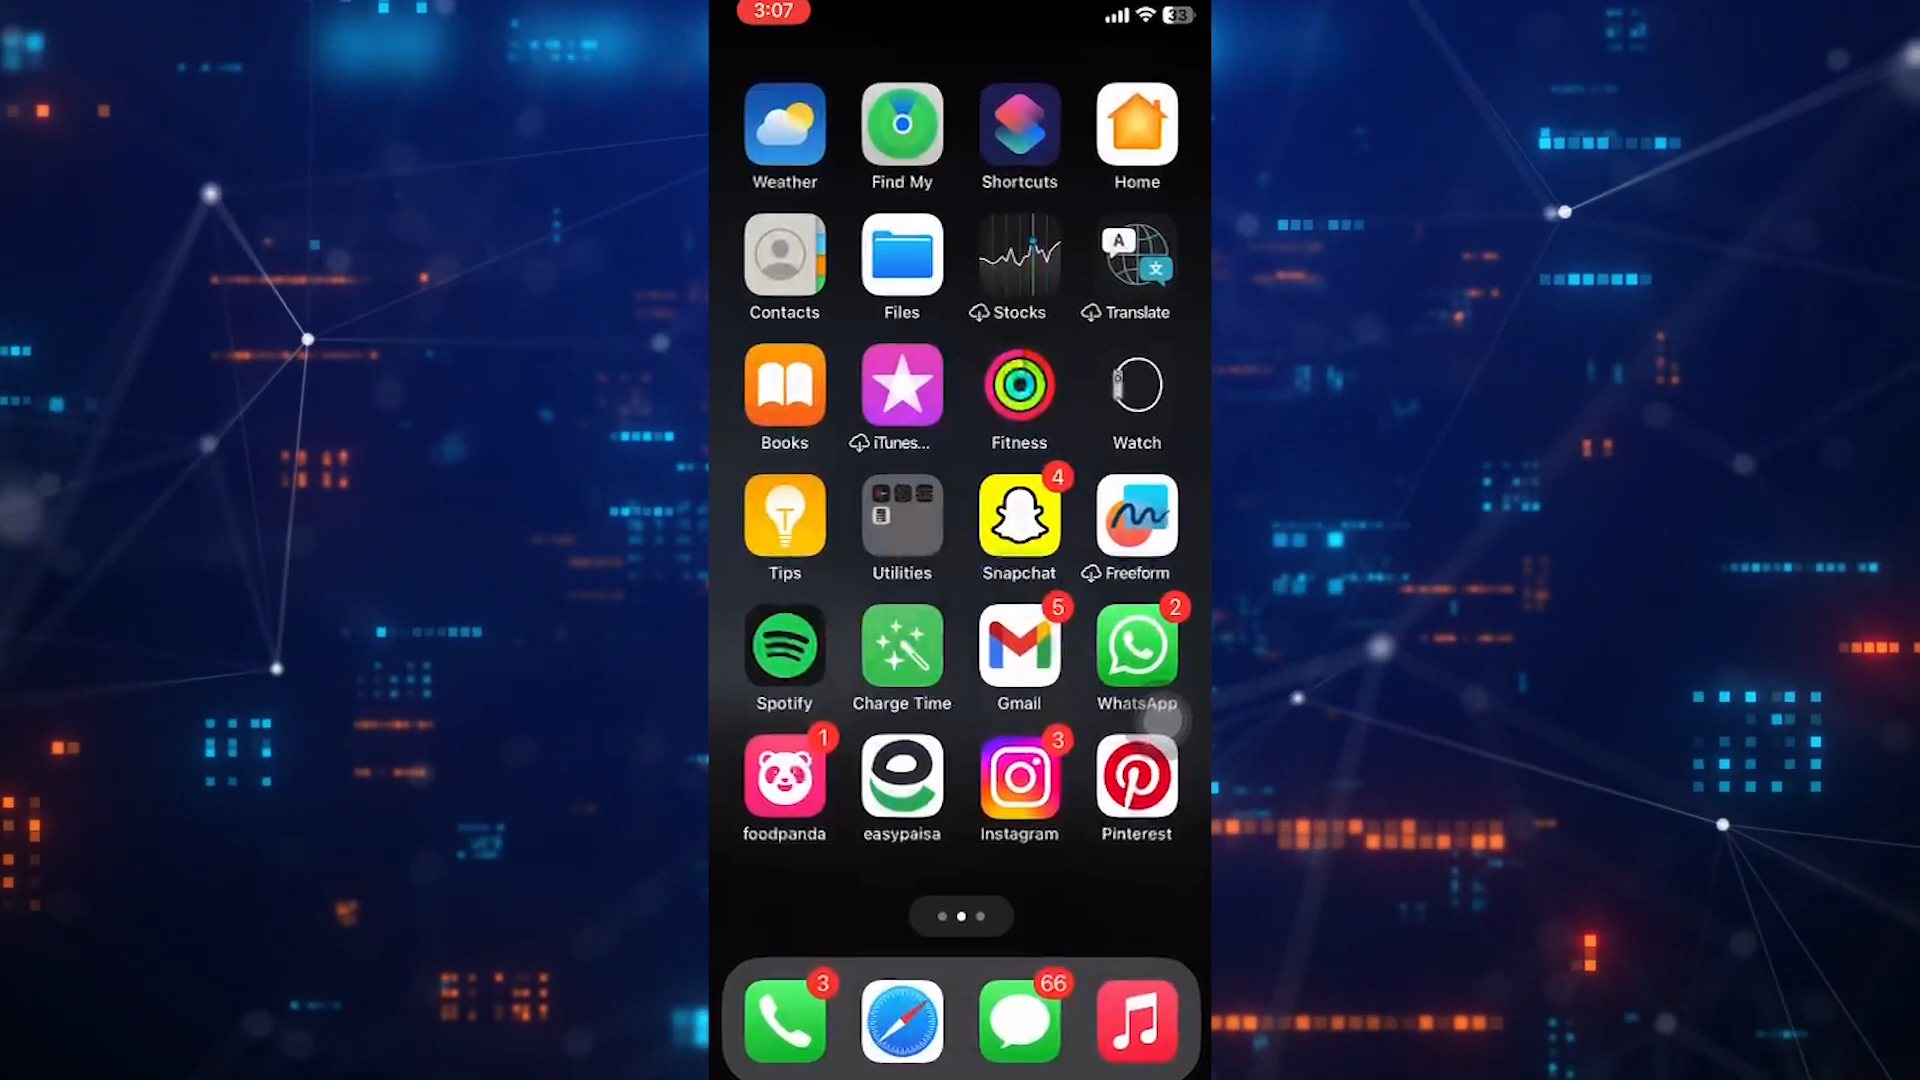 3:07
33
Weather Find My Shortcuts Home
A
文
Contacts Files Stocks Translate
Books iTunes... Fitness Watch
4
Tips Utilities Snapchat Freeform
5 2
Spotify Charge Time Gmail WhatsApp
1 3
foodpanda easypaisa Instagram Pinterest
3 66